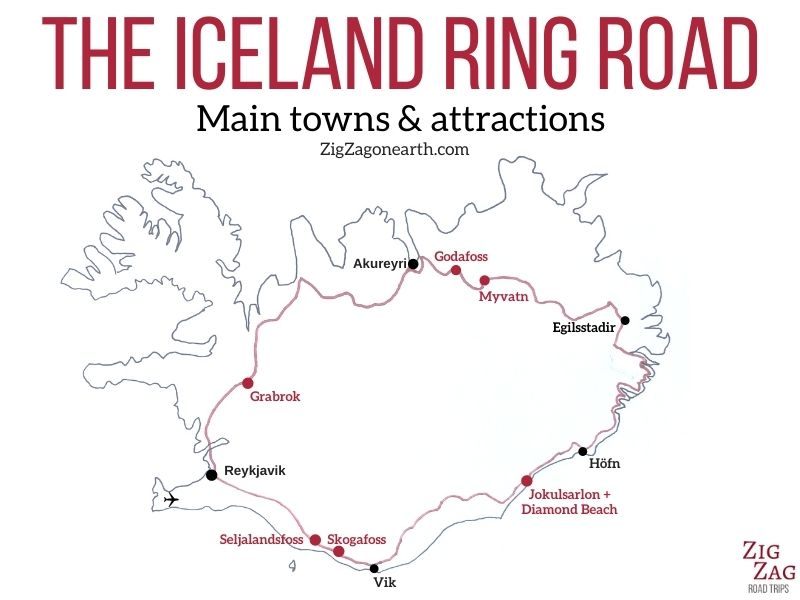 THE ICELAND RING ROAD
Main towns & attractions
ZigZagonearth.com
Akureyri
Godafoss
Myvatn
Egilsstadir
Grabrok
Reykjavik
Höfn
Jokulsarlon +
Diamond Beach
Seljalandsfoss
Skogafoss
Vik
ZIG
ZAG
ROAD TRIPS